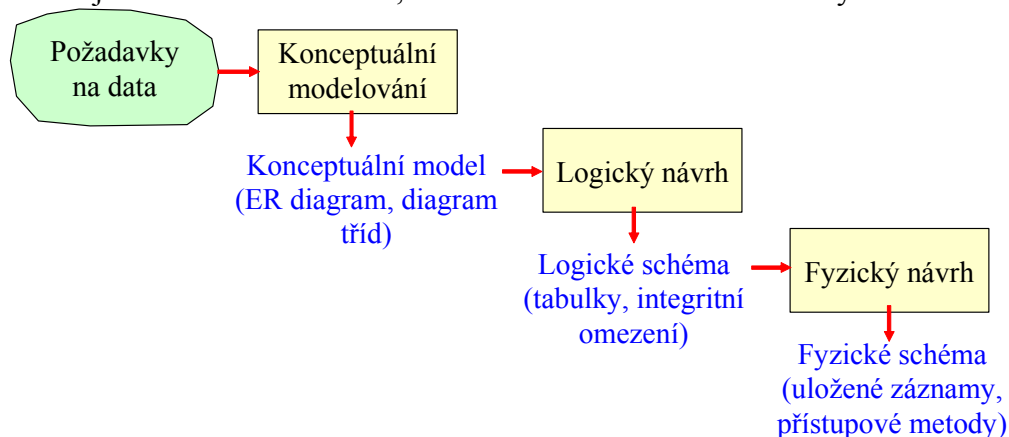 Požadavky
na data
Konceptuální
modelování
Konceptuální model
(ER diagram, diagram
tříd)
Logický návrh
Logické schéma
(tabulky, integritní
omezení)
Fyzický návrh
Fyzické schéma
(uložené záznamy,
přístupové metody)